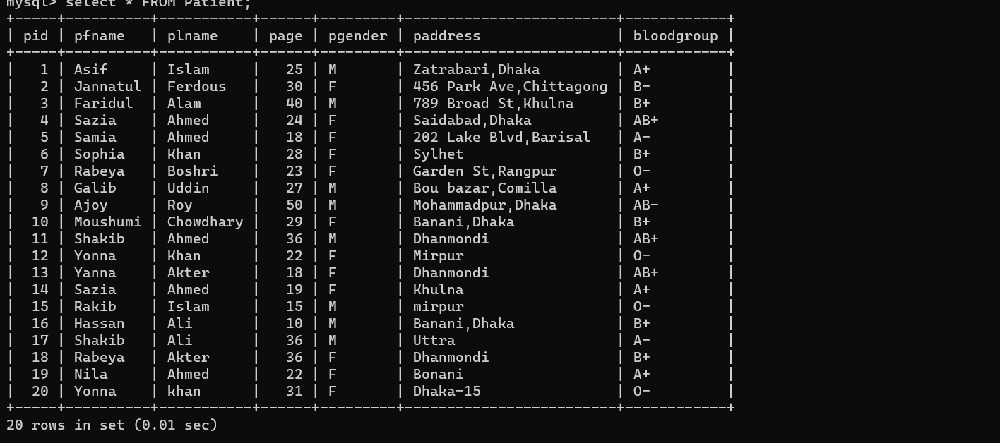 mysql> select * FROM Patient;
+-----+----------+-----------+------+---------+-------------------------+------------+
| pid | pfname   | plname    | page | pgender | paddress                | bloodgroup |
+-----+----------+-----------+------+---------+-------------------------+------------+
|   1 | Asif     | Islam     |   25 | M       | Zatrabari,Dhaka         | A+         |
|   2 | Jannatul | Ferdous   |   30 | F       | 456 Park Ave,Chittagong | B-         |
|   3 | Faridul  | Alam      |   40 | M       | 789 Broad St,Khulna     | B+         |
|   4 | Sazia    | Ahmed     |   24 | F       | Saidabad,Dhaka          | AB+        |
|   5 | Samia    | Ahmed     |   18 | F       | 202 Lake Blvd,Barisal   | A-         |
|   6 | Sophia   | Khan      |   28 | F       | Sylhet                  | B+         |
|   7 | Rabeya   | Boshri    |   23 | F       | Garden St,Rangpur       | O-         |
|   8 | Galib    | Uddin     |   27 | M       | Bou bazar,Comilla       | A+         |
|   9 | Ajoy     | Roy       |   50 | M       | Mohammadpur,Dhaka       | AB-        |
|  10 | Moushumi | Chowdhary |   29 | F       | Banani,Dhaka            | B+         |
|  11 | Shakib   | Ahmed     |   36 | M       | Dhanmondi               | AB+        |
|  12 | Yonna    | Khan      |   22 | F       | Mirpur                  | O-         |
|  13 | Yanna    | Akter     |   18 | F       | Dhanmondi               | AB+        |
|  14 | Sazia    | Ahmed     |   19 | F       | Khulna                  | A+         |
|  15 | Rakib    | Islam     |   15 | M       | mirpur                  | O-         |
|  16 | Hassan   | Ali       |   10 | M       | Banani,Dhaka            | B+         |
|  17 | Shakib   | Ali       |   36 | M       | Uttra                   | A-         |
|  18 | Rabeya   | Akter     |   36 | F       | Dhanmondi               | B+         |
|  19 | Nila     | Ahmed     |   22 | F       | Bonani                  | A+         |
|  20 | Yonna    | khan      |   31 | F       | Dhaka-15                | O-         |
+-----+----------+-----------+------+---------+-------------------------+------------+
20 rows in set (0.01 sec)